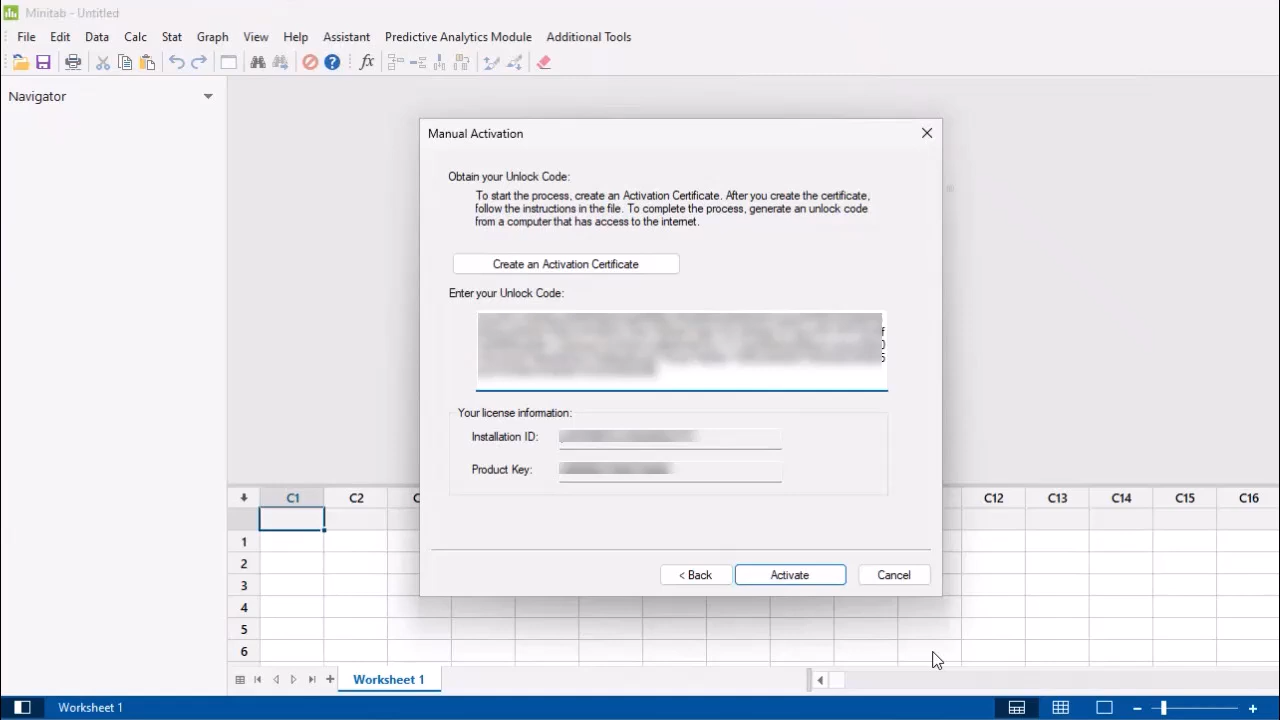 Minitab - Untitled
File Edit Data Calc Stat Graph View Help Assistant Predictive Analytics Module Additional Tools
fx
Navigator
Manual Activation
Obtain your Unlock Code:
To start the process, create an Activation Certificate. After you create the certificate,
follow the instructions in the file. To complete the process, generate an unlock code
from a computer that has access to the internet.
Create an Activation Certificate
Enter your Unlock Code:
f
0
5
Your license information:
Installation ID:
Product Key:
< Back Activate Cancel
C1 C2 C12 C13 C14 C15 C16
1
2
3
4
5
6
Worksheet 1
Worksheet 1